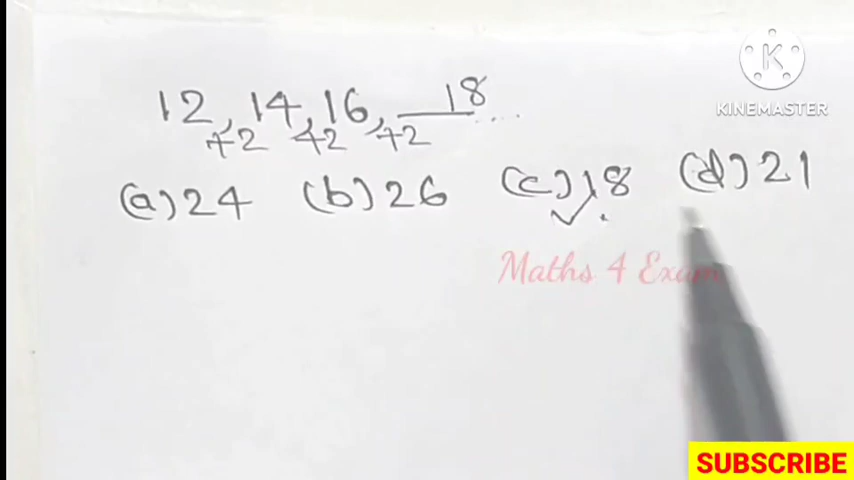 12, 14, 16, 18 ...
+2 +2 +2
(a) 24 (b) 26 (c) 18 (d) 21
Maths 4 Exam
KINEMASTER
SUBSCRIBE